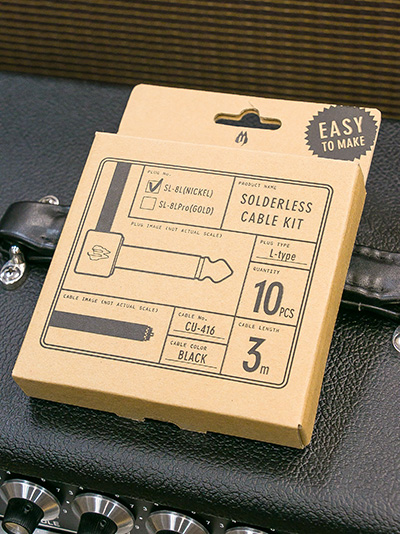 EASY
TO MAKE
PLUG No.
SL-8L(NICKEL)
SL-8LPro(GOLD)
PRODUCT NAME
SOLDERLESS
CABLE KIT
PLUG IMAGE (NOT ACTUAL SCALE)
PLUG TYPE
L-type
QUANTITY
10PCS
CABLE IMAGE (NOT ACTUAL SCALE)
CABLE No.
CU-416
CABLE COLOR
BLACK
CABLE LENGTH
3m